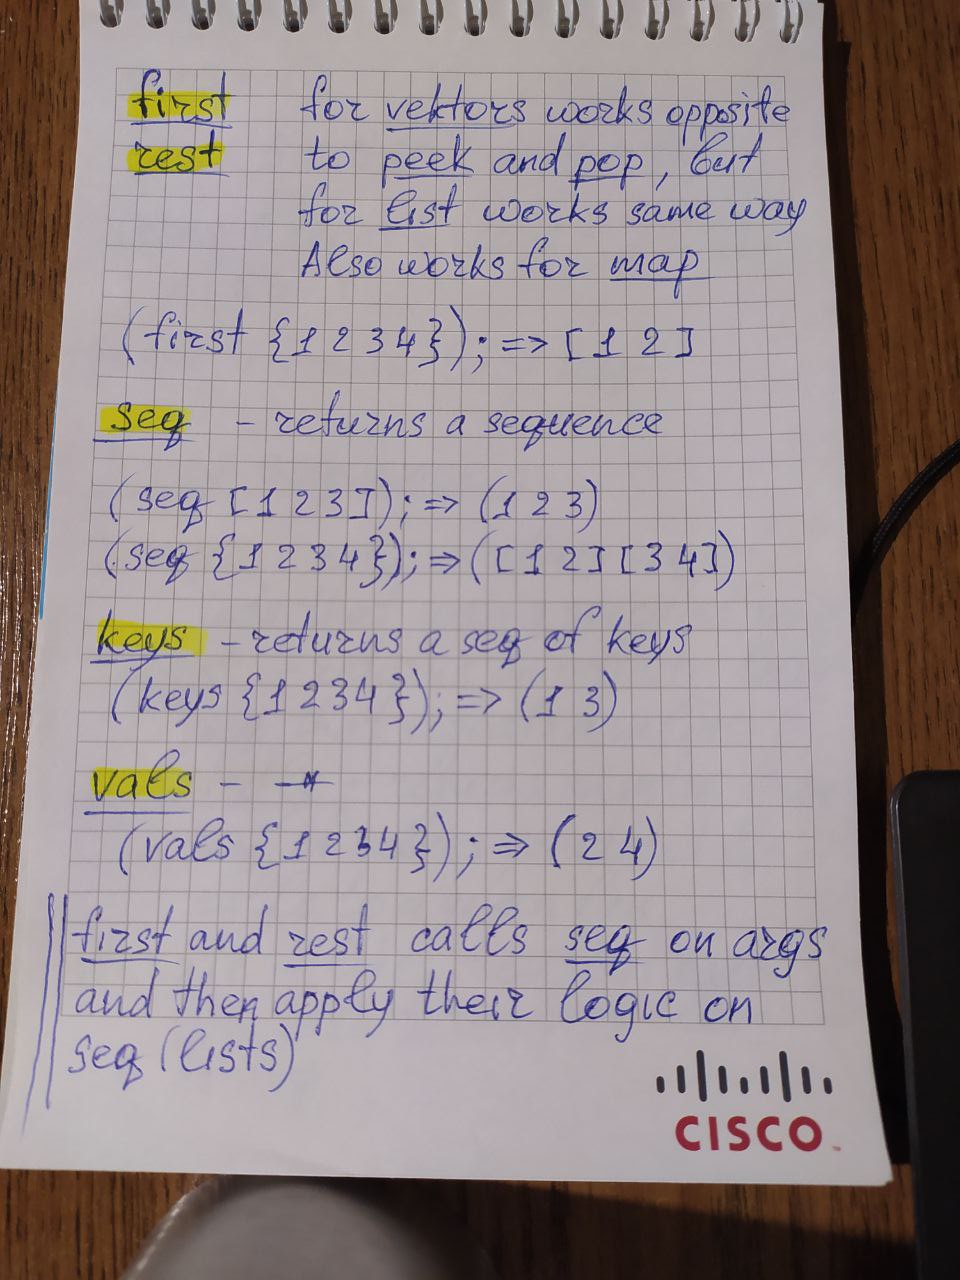 first for vektors works opposite
rest to peek and pop, but
for list works same way
Also works for map
(first {1 2 3 4}); => [1 2]
seq - returns a sequence
(seq [1 2 3]); => (1 2 3)
(seq {1 2 3 4}); => ([1 2] [3 4])
keys - returns a seq of keys
(keys {1 2 3 4}); => (1 3)
vals - -"-
(vals {1 2 3 4}); => (2 4)
first and rest calls seq on args
and then apply their logic on
seq (lists)
CISCO